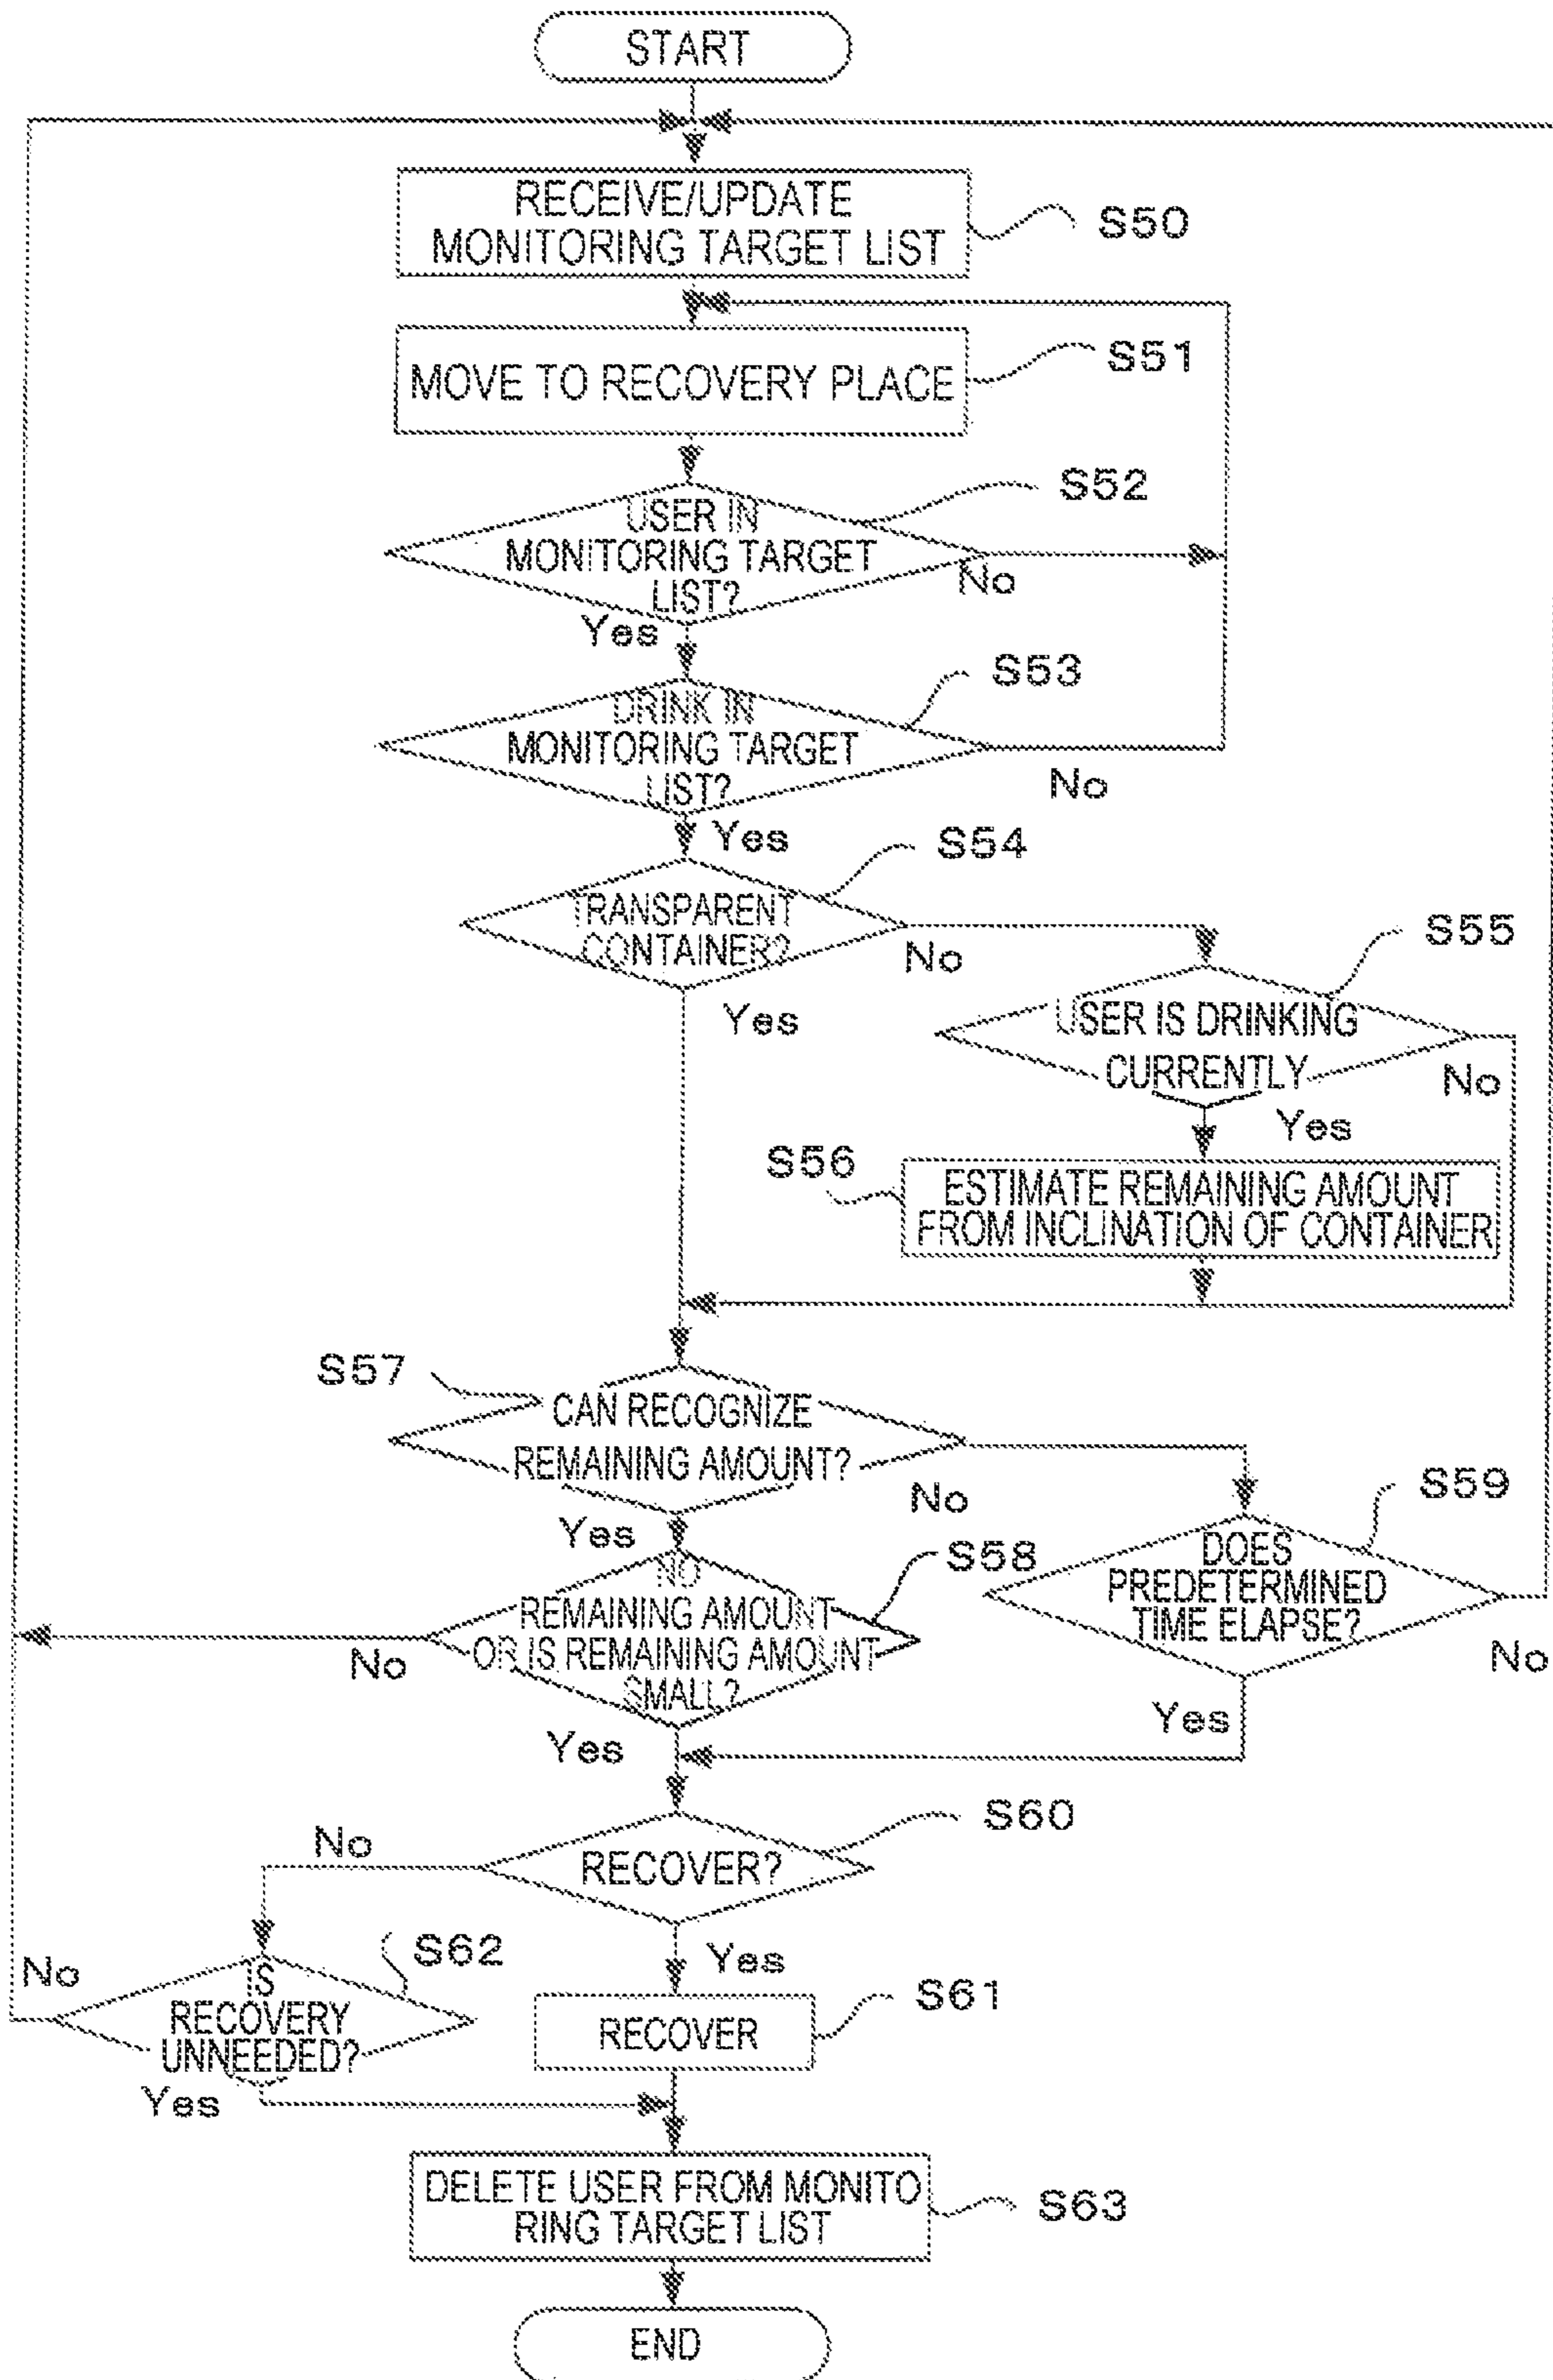 START
RECEIVE/UPDATE
MONITORING TARGET LIST
S50
MOVE TO RECOVERY PLACE
S51
S52
USER IN
MONITORING TARGET
LIST?
No
Yes
S53
DRINK IN
MONITORING TARGET
LIST?
No
Yes
S54
TRANSPARENT
CONTAINER?
No
Yes
S55
USER IS DRINKING
CURRENTLY
No
Yes
S56
ESTIMATE REMAINING AMOUNT
FROM INCLINATION OF CONTAINER
S57
CAN RECOGNIZE
REMAINING AMOUNT?
No
Yes
S59
DOES
PREDETERMINED
TIME ELAPSE?
No
Yes
S58
NO
REMAINING AMOUNT
OR IS REMAINING AMOUNT
SMALL?
No
Yes
S60
RECOVER?
No
Yes
S62
IS
RECOVERY
UNNEEDED?
No
Yes
S61
RECOVER
DELETE USER FROM MONITO
RING TARGET LIST
S63
END